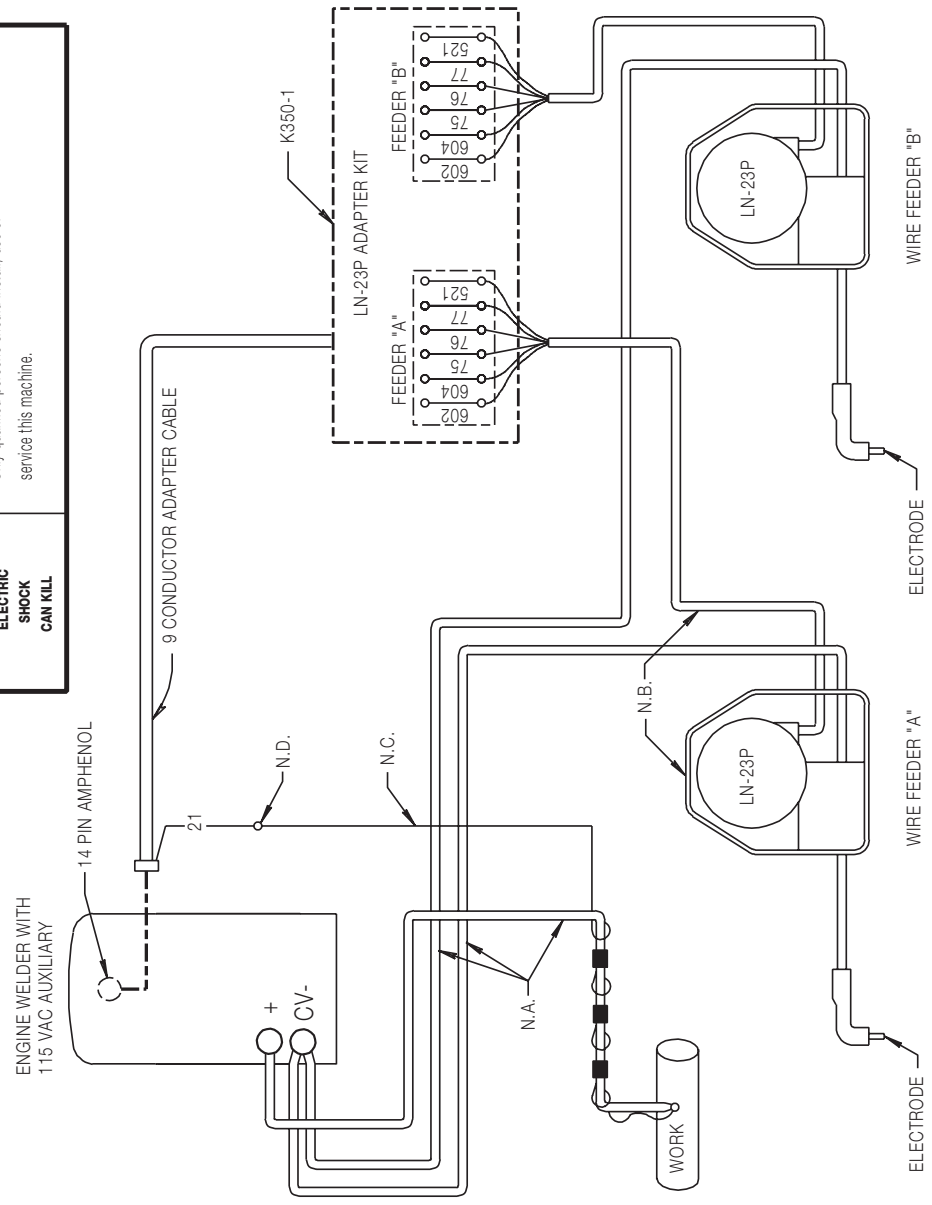 ELECTRIC
SHOCK
CAN KILL
service this machine.
ENGINE WELDER WITH
115 VAC AUXILIARY
14 PIN AMPHENOL
9 CONDUCTOR ADAPTER CABLE
K350-1
LN-23P ADAPTER KIT
FEEDER "A"
602
604
75
76
77
521
FEEDER "B"
602
604
75
76
77
521
21
N.D.
N.C.
+
CV-
N.A.
N.B.
WORK
LN-23P
WIRE FEEDER "A"
ELECTRODE
LN-23P
WIRE FEEDER "B"
ELECTRODE